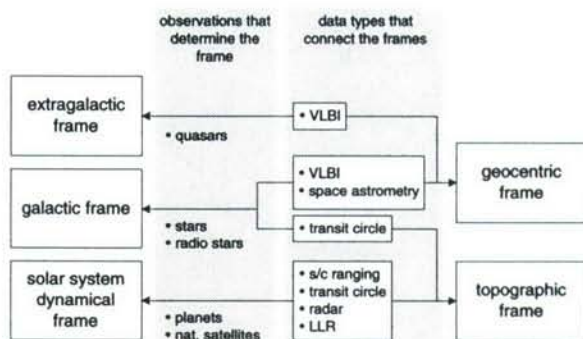 observations that
determine the
frame
data types that
connect the frames
extragalactic
frame
• VLBI
• quasars
• VLBI
• space astrometry
geocentric
frame
galactic frame
• transit circle
• stars
• radio stars
solar system
dynamical
frame
• s/c ranging
• transit circle
• radar
• LLR
topographic
frame
• planets
• nat. satellites